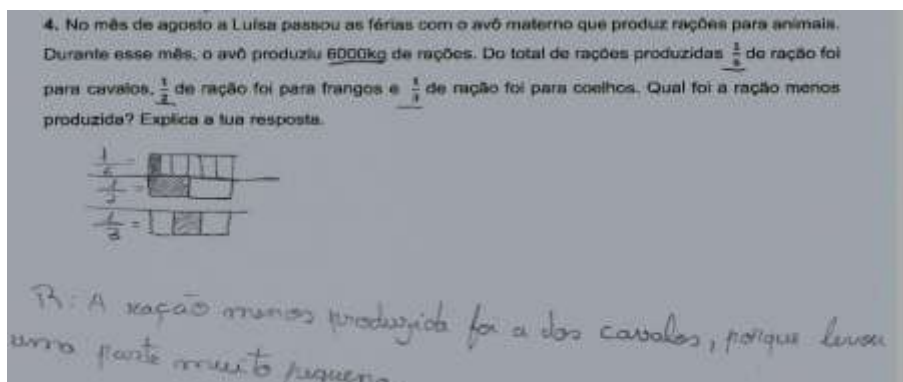 4. No mês de agosto a Luísa passou as férias com o avô materno que produz rações para animais.
Durante esse mês, o avô produziu 6000kg de rações. Do total de rações produzidas 1/6 de ração foi
para cavalos, 1/2 de ração foi para frangos e 1/3 de ração foi para coelhos. Qual foi a ração menos
produzida? Explica a tua resposta.
1/6 =
1/2 =
1/3 =
R: A ração menos produzida foi a dos cavalos, porque levou
uma parte muito pequena